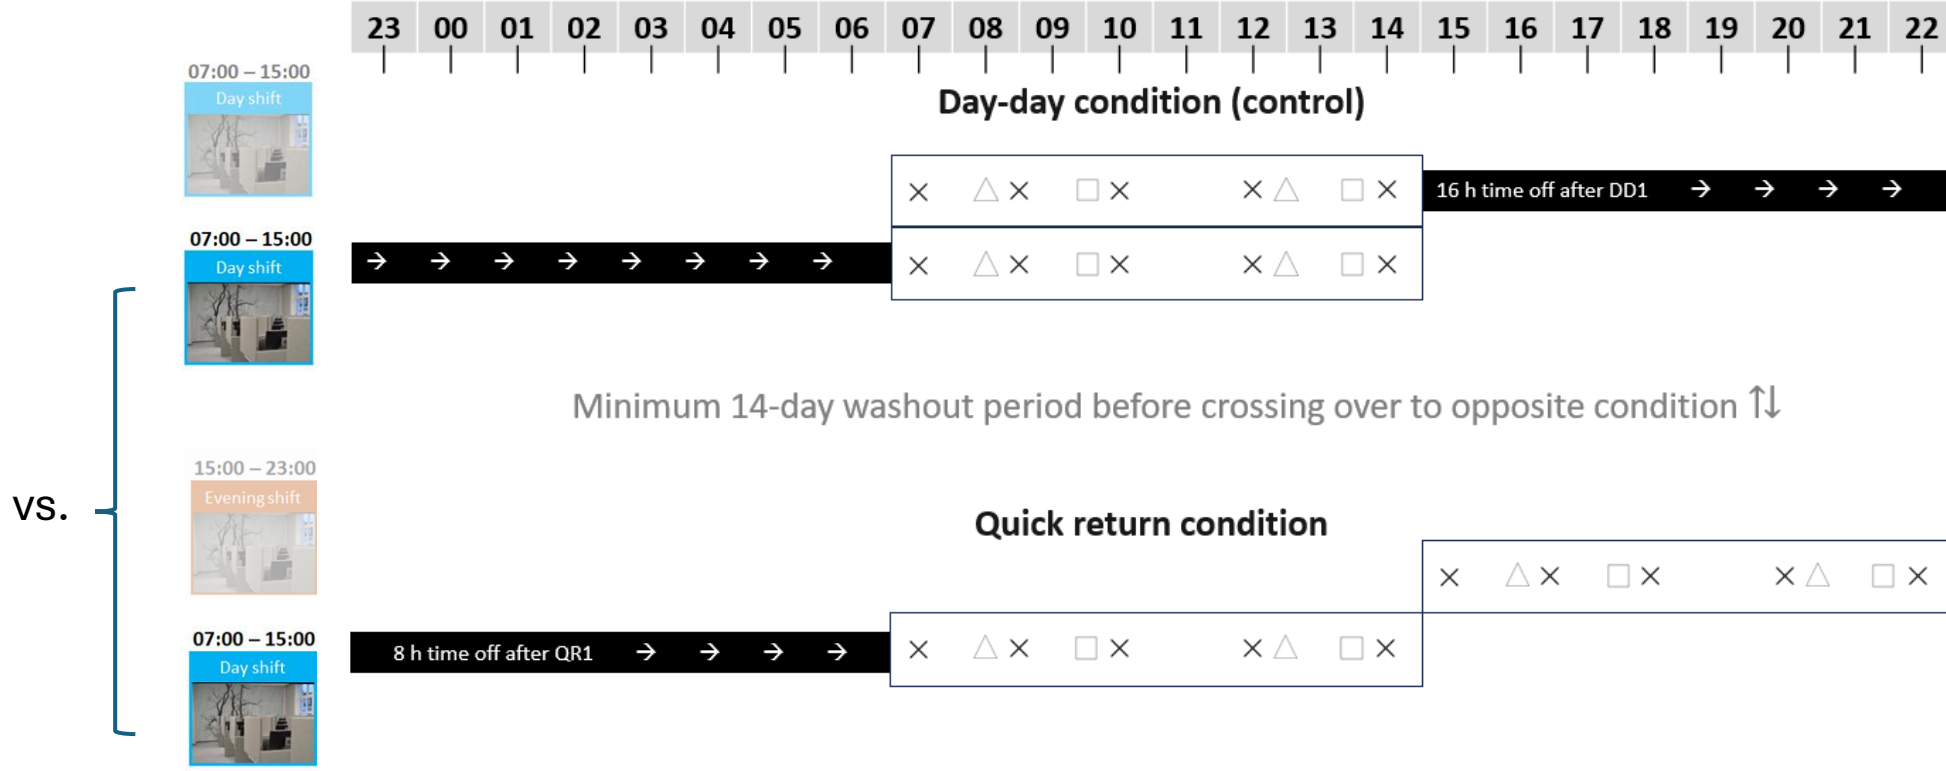 23 00 01 02 03 04 05 06 07 08 09 10 11 12 13 14 15 16 17 18 19 20 21 22
07:00 – 15:00
Day shift
Day-day condition (control)
16 h time off after DD1 → → → →
07:00 – 15:00
Day shift
→ → → → → → → →
Minimum 14-day washout period before crossing over to opposite condition ↑↓
15:00 – 23:00
Evening shift
vs.
Quick return condition
07:00 – 15:00
Day shift
8 h time off after QR1 → → → →